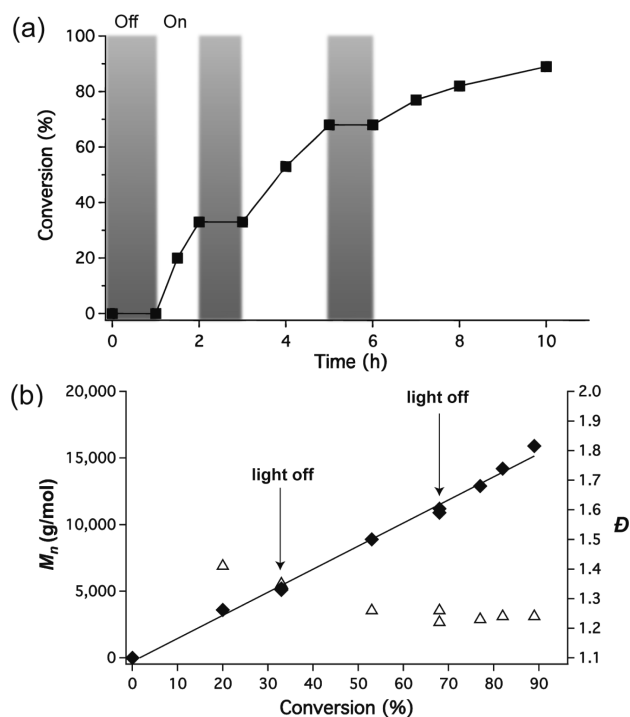 (a)
Off On
100
80
60
40
20
0
Conversion (%)
0 2 4 6 8 10
Time (h)
(b)
20,000
15,000
10,000
5,000
0
Mn (g/mol)
light off
light off
2.0
1.9
1.8
1.7
1.6
1.5
1.4
1.3
1.2
1.1
Đ
0 10 20 30 40 50 60 70 80 90
Conversion (%)